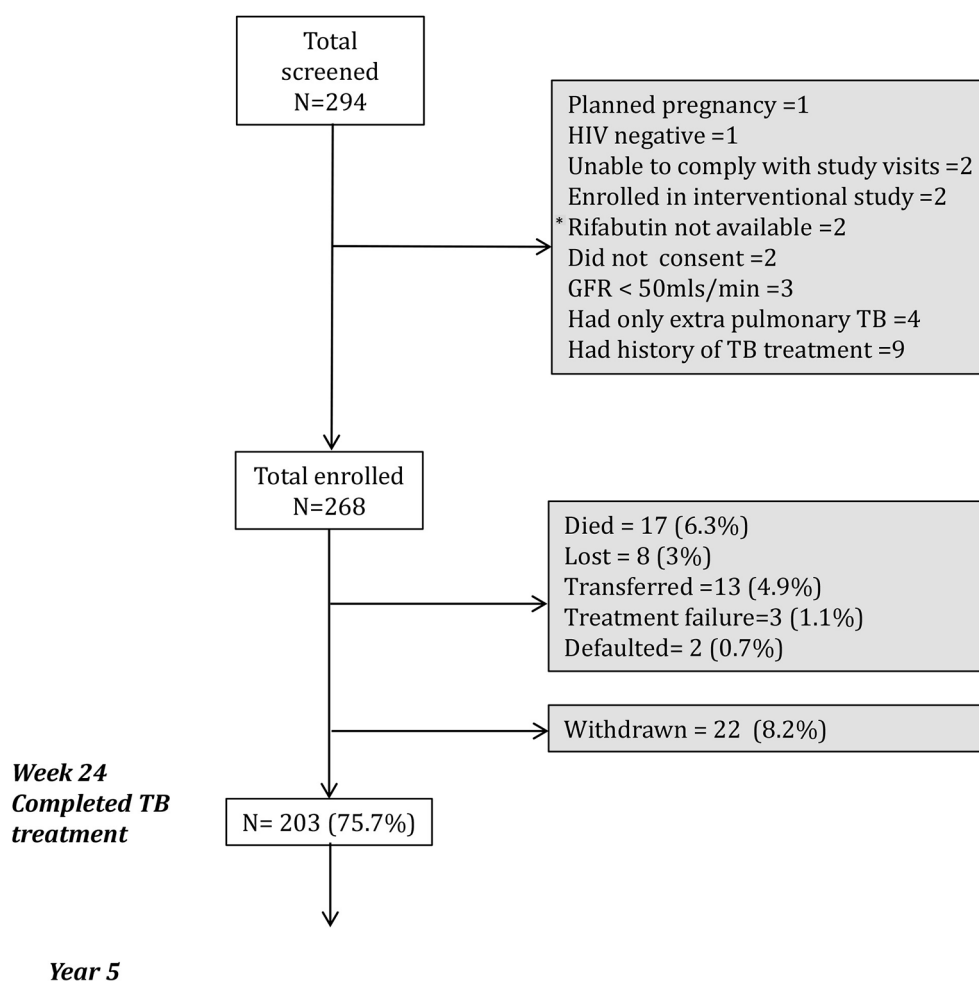 Total
screened
N=294
Planned pregnancy =1
HIV negative =1
Unable to comply with study visits =2
Enrolled in interventional study =2
*Rifabutin not available =2
Did not  consent =2
GFR < 50mls/min =3
Had only extra pulmonary TB =4
Had history of TB treatment =9
Total enrolled
N=268
Died = 17 (6.3%)
Lost = 8 (3%)
Transferred =13 (4.9%)
Treatment failure=3 (1.1%)
Defaulted= 2 (0.7%)
Withdrawn = 22  (8.2%)
Week 24
Completed TB
treatment
N= 203 (75.7%)
Year 5